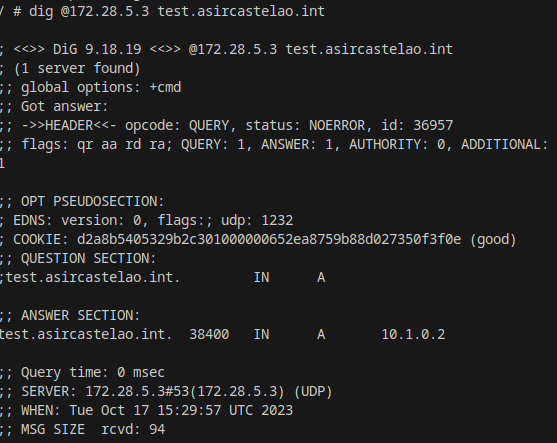 / # dig @172.28.5.3 test.asircastelao.int
; <<>> DiG 9.18.19 <<>> @172.28.5.3 test.asircastelao.int
; (1 server found)
;; global options: +cmd
;; Got answer:
;; ->>HEADER<<- opcode: QUERY, status: NOERROR, id: 36957
;; flags: qr aa rd ra; QUERY: 1, ANSWER: 1, AUTHORITY: 0, ADDITIONAL:
1
;; OPT PSEUDOSECTION:
; EDNS: version: 0, flags:; udp: 1232
; COOKIE: d2a8b5405329b2c301000000652ea8759b88d027350f3f0e (good)
;; QUESTION SECTION:
;test.asircastelao.int. IN A
;; ANSWER SECTION:
test.asircastelao.int. 38400 IN A 10.1.0.2
;; Query time: 0 msec
;; SERVER: 172.28.5.3#53(172.28.5.3) (UDP)
;; WHEN: Tue Oct 17 15:29:57 UTC 2023
;; MSG SIZE rcvd: 94